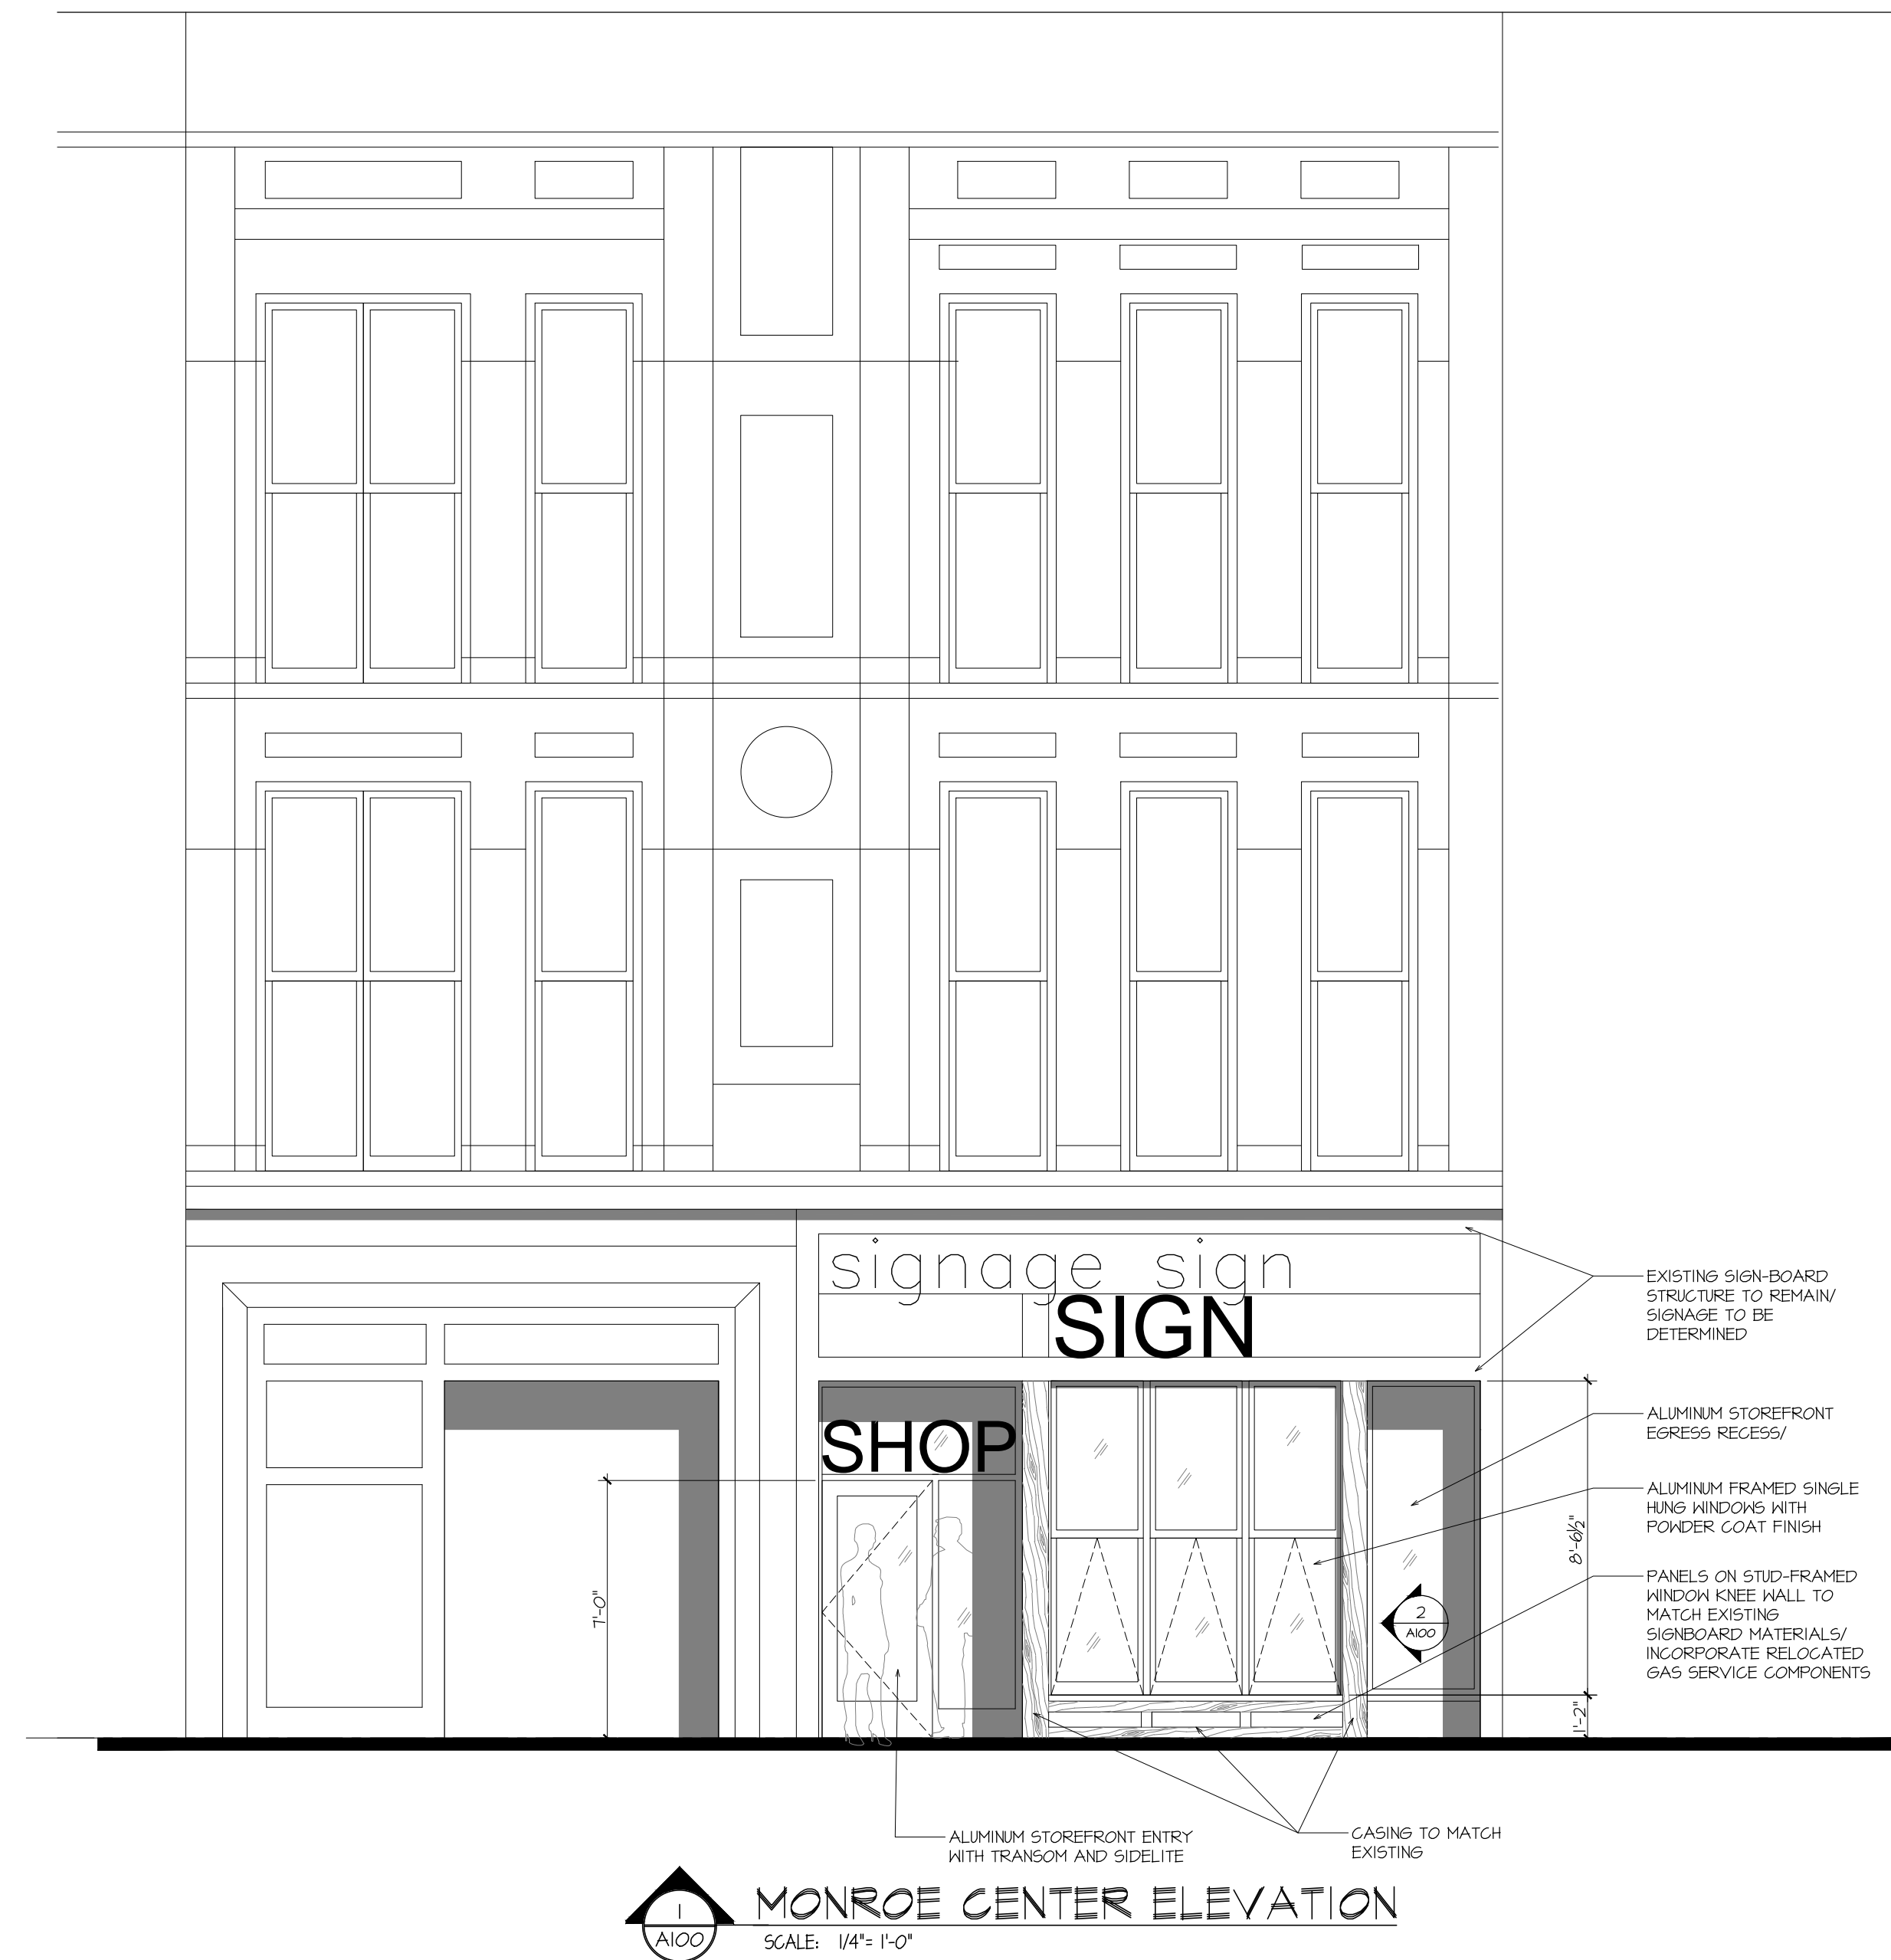 signage sign
SIGN
SHOP
EXISTING SIGN-BOARD
STRUCTURE TO REMAIN/
SIGNAGE TO BE
DETERMINED
ALUMINUM STOREFRONT
EGRESS RECESS/
ALUMINUM FRAMED SINGLE
HUNG WINDOWS WITH
POWDER COAT FINISH
PANELS ON STUD-FRAMED
WINDOW KNEE WALL TO
MATCH EXISTING
SIGNBOARD MATERIALS/
INCORPORATE RELOCATED
GAS SERVICE COMPONENTS
8'-6½"
7'-0"
2
A100
1'-2"
ALUMINUM STOREFRONT ENTRY
WITH TRANSOM AND SIDELITE
CASING TO MATCH
EXISTING
1
A100
MONROE CENTER ELEVATION
SCALE: 1/4"= 1'-0"